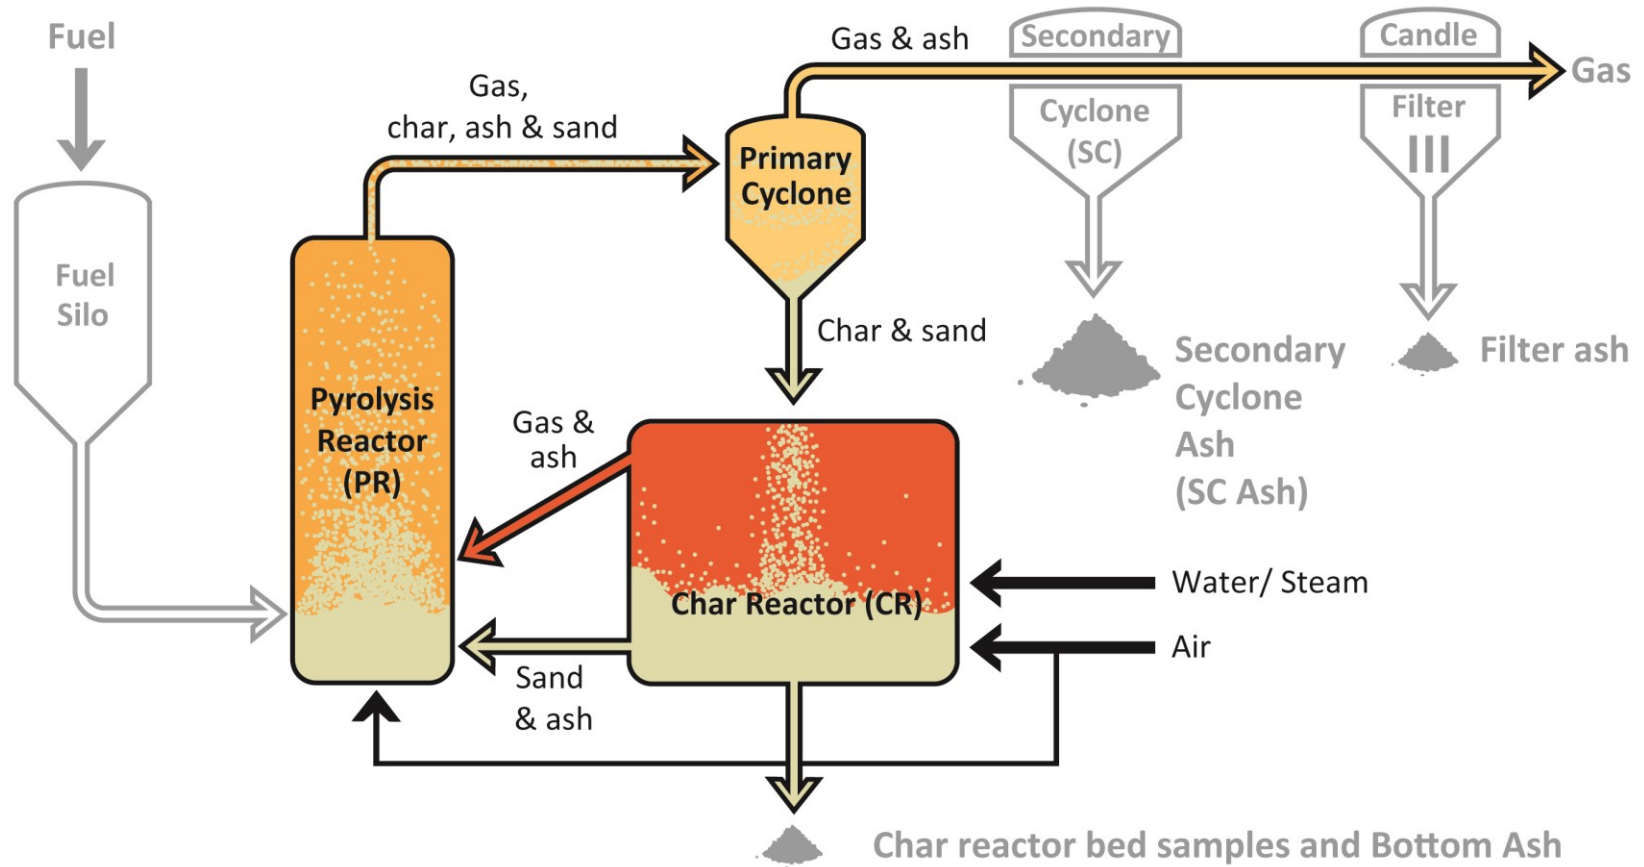 Fuel
Fuel
Silo
Gas,
char, ash & sand
Pyrolysis
Reactor
(PR)
Primary
Cyclone
Gas & ash
Char & sand
Gas &
ash
Sand
& ash
Char Reactor (CR)
Secondary
Cyclone
(SC)
Candle
Filter
Gas
Secondary
Cyclone
Ash
(SC Ash)
Filter ash
Water/ Steam
Air
Char reactor bed samples and Bottom Ash